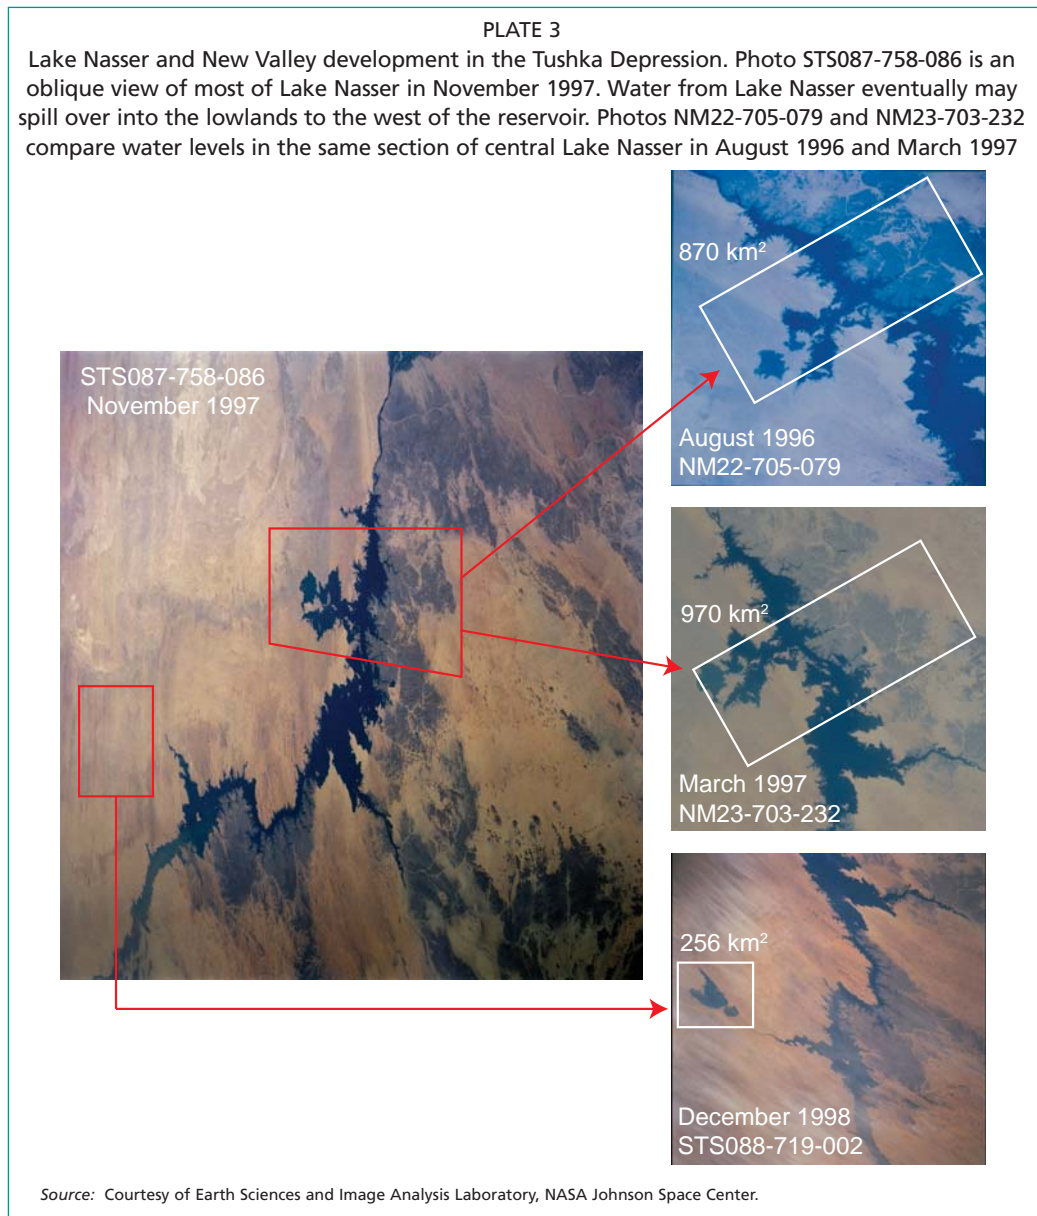 PLATE 3
Lake Nasser and New Valley development in the Tushka Depression. Photo STS087-758-086 is an
oblique view of most of Lake Nasser in November 1997. Water from Lake Nasser eventually may
spill over into the lowlands to the west of the reservoir. Photos NM22-705-079 and NM23-703-232
compare water levels in the same section of central Lake Nasser in August 1996 and March 1997
870 km²
August 1996
NM22-705-079
STS087-758-086
November 1997
970 km²
March 1997
NM23-703-232
256 km²
December 1998
STS088-719-002
Source: Courtesy of Earth Sciences and Image Analysis Laboratory, NASA Johnson Space Center.